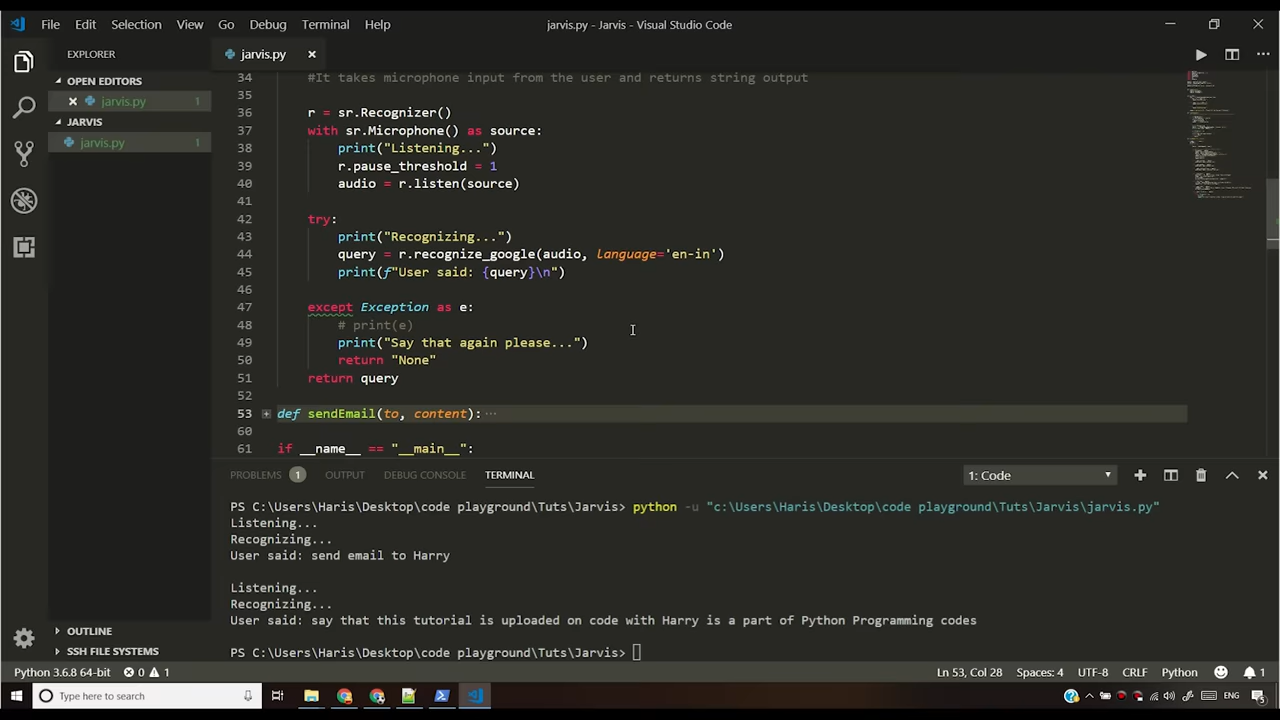 File Edit Selection View Go Debug Terminal Help
jarvis.py - Jarvis - Visual Studio Code
EXPLORER
OPEN EDITORS
jarvis.py 1
JARVIS
jarvis.py 1
OUTLINE
SSH FILE SYSTEMS
jarvis.py
34 #It takes microphone input from the user and returns string output
35
36 r = sr.Recognizer()
37 with sr.Microphone() as source:
38 print("Listening...")
39 r.pause_threshold = 1
40 audio = r.listen(source)
41
42 try:
43 print("Recognizing...")
44 query = r.recognize_google(audio, language='en-in')
45 print(f"User said: {query}\n")
46
47 except Exception as e:
48 # print(e)
49 print("Say that again please...")
50 return "None"
51 return query
52
53 def sendEmail(to, content): ...
60
61 if __name__ == "__main__":
PROBLEMS 1 OUTPUT DEBUG CONSOLE TERMINAL 1: Code
PS C:\Users\Haris\Desktop\code playground\Tuts\Jarvis> python -u "c:\Users\Haris\Desktop\code playground\Tuts\Jarvis\jarvis.py"
Listening...
Recognizing...
User said: send email to Harry
Listening...
Recognizing...
User said: say that this tutorial is uploaded on code with Harry is a part of Python Programming codes
PS C:\Users\Haris\Desktop\code playground\Tuts\Jarvis>
Python 3.6.8 64-bit 0 1 Ln 53, Col 28 Spaces: 4 UTF-8 CRLF Python 1
Type here to search ENG 5